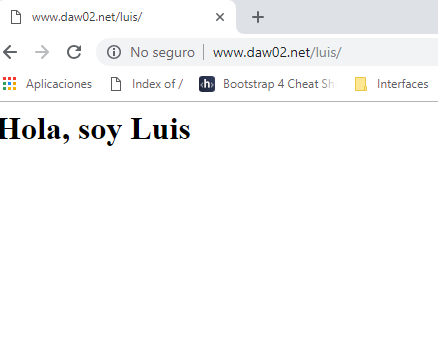 www.daw02.net/luis/
No seguro www.daw02.net/luis/
Aplicaciones Index of / Bootstrap 4 Cheat Sh Interfaces
Hola, soy Luis